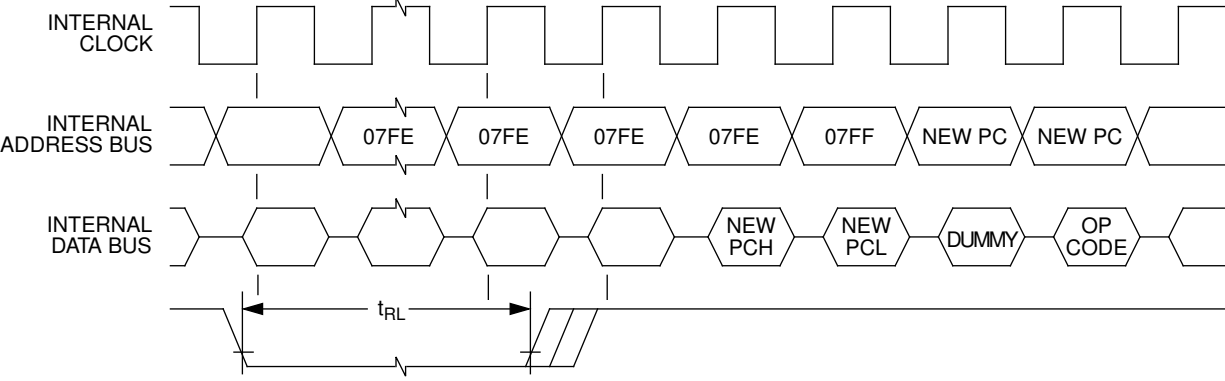 INTERNAL
CLOCK
INTERNAL
ADDRESS BUS
07FE 07FE 07FE 07FE 07FF NEW PC NEW PC
INTERNAL
DATA BUS
NEW
PCH
NEW
PCL
DUMMY
OP
CODE
tRL